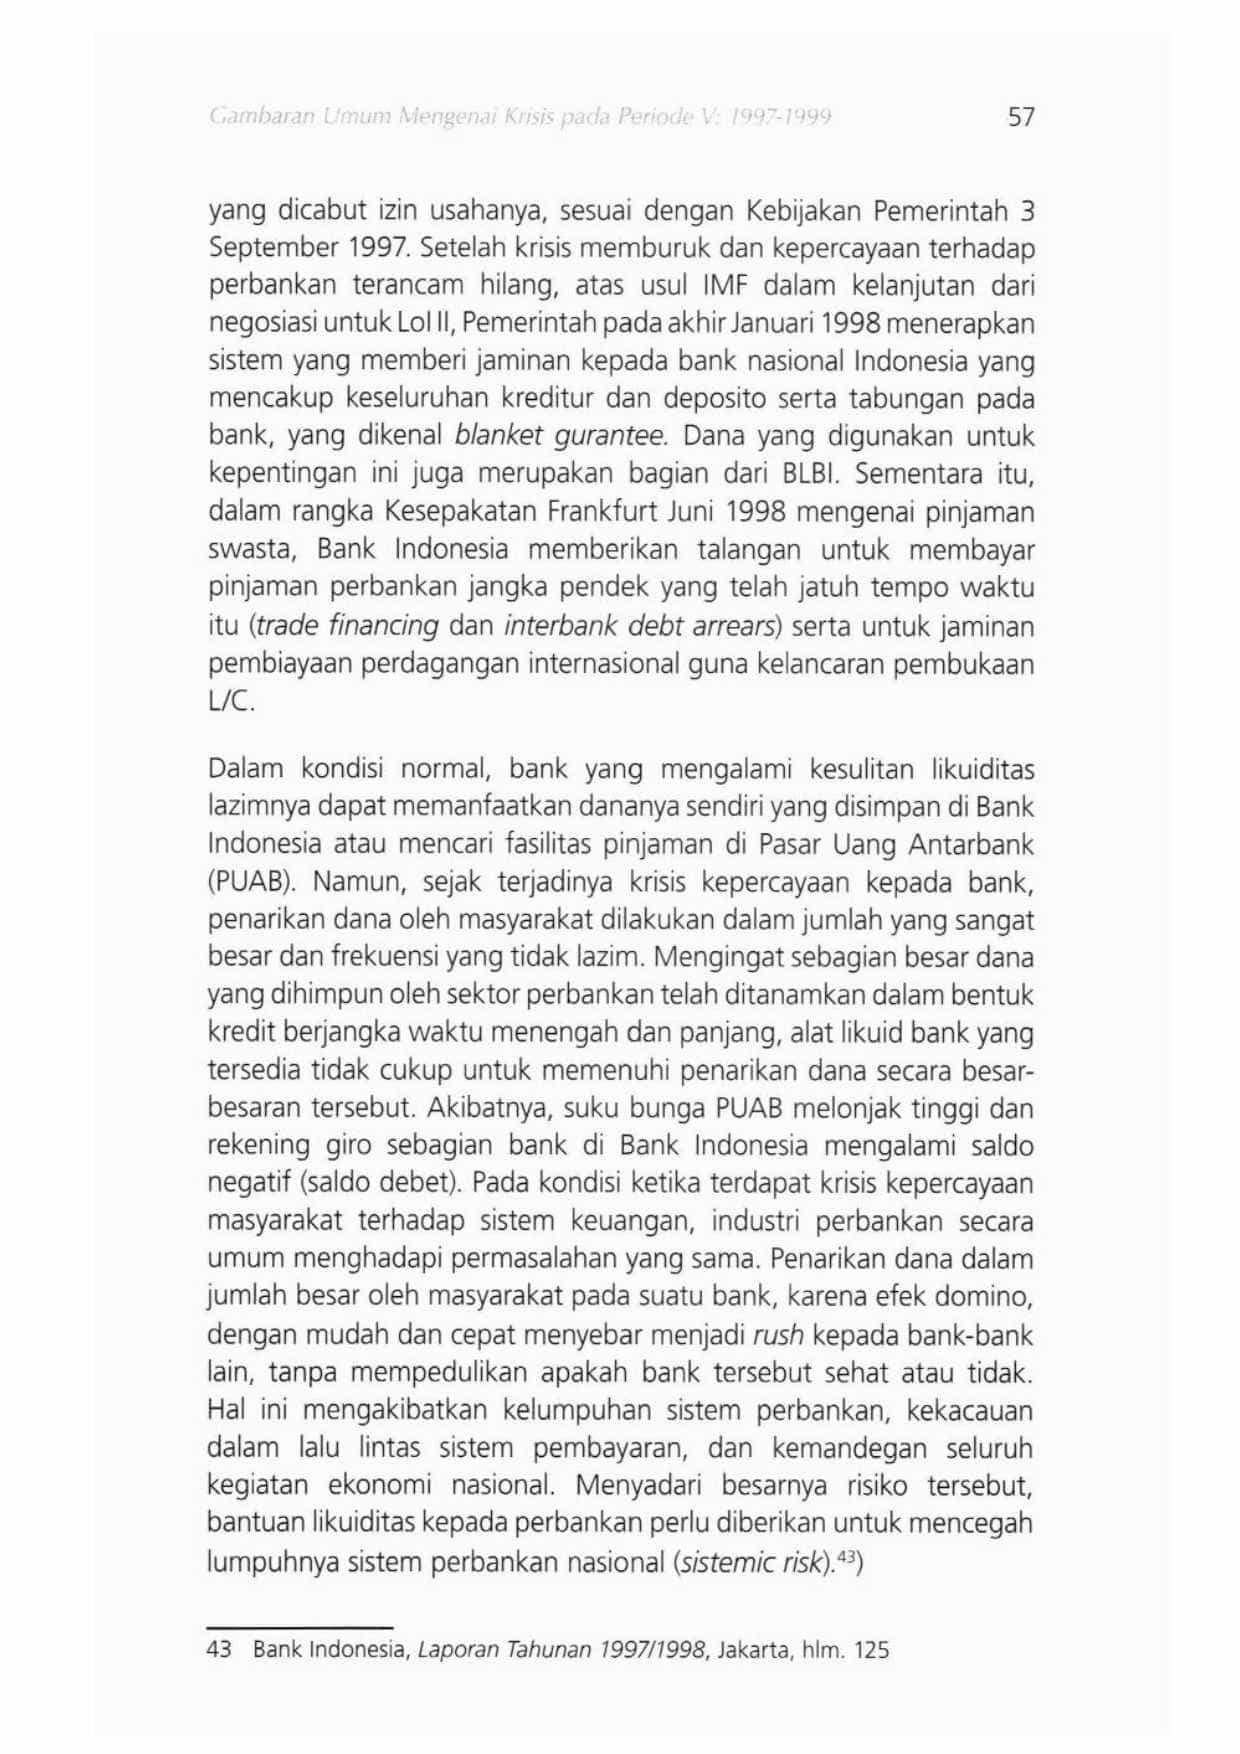 Gambaran Umum Mengenai Krisis pada Periode V: 1997-1999 57
yang dicabut izin usahanya, sesuai dengan Kebijakan Pemerintah 3
September 1997. Setelah krisis memburuk dan kepercayaan terhadap
perbankan terancam hilang, atas usul IMF dalam kelanjutan dari
negosiasi untuk LoI II, Pemerintah pada akhir Januari 1998 menerapkan
sistem yang memberi jaminan kepada bank nasional Indonesia yang
mencakup keseluruhan kreditur dan deposito serta tabungan pada
bank, yang dikenal blanket gurantee. Dana yang digunakan untuk
kepentingan ini juga merupakan bagian dari BLBI. Sementara itu,
dalam rangka Kesepakatan Frankfurt Juni 1998 mengenai pinjaman
swasta, Bank Indonesia memberikan talangan untuk membayar
pinjaman perbankan jangka pendek yang telah jatuh tempo waktu
itu (trade financing dan interbank debt arrears) serta untuk jaminan
pembiayaan perdagangan internasional guna kelancaran pembukaan
L/C.
Dalam kondisi normal, bank yang mengalami kesulitan likuiditas
lazimnya dapat memanfaatkan dananya sendiri yang disimpan di Bank
Indonesia atau mencari fasilitas pinjaman di Pasar Uang Antarbank
(PUAB). Namun, sejak terjadinya krisis kepercayaan kepada bank,
penarikan dana oleh masyarakat dilakukan dalam jumlah yang sangat
besar dan frekuensi yang tidak lazim. Mengingat sebagian besar dana
yang dihimpun oleh sektor perbankan telah ditanamkan dalam bentuk
kredit berjangka waktu menengah dan panjang, alat likuid bank yang
tersedia tidak cukup untuk memenuhi penarikan dana secara besar-
besaran tersebut. Akibatnya, suku bunga PUAB melonjak tinggi dan
rekening giro sebagian bank di Bank Indonesia mengalami saldo
negatif (saldo debet). Pada kondisi ketika terdapat krisis kepercayaan
masyarakat terhadap sistem keuangan, industri perbankan secara
umum menghadapi permasalahan yang sama. Penarikan dana dalam
jumlah besar oleh masyarakat pada suatu bank, karena efek domino,
dengan mudah dan cepat menyebar menjadi rush kepada bank-bank
lain, tanpa mempedulikan apakah bank tersebut sehat atau tidak.
Hal ini mengakibatkan kelumpuhan sistem perbankan, kekacauan
dalam lalu lintas sistem pembayaran, dan kemandegan seluruh
kegiatan ekonomi nasional. Menyadari besarnya risiko tersebut,
bantuan likuiditas kepada perbankan perlu diberikan untuk mencegah
lumpuhnya sistem perbankan nasional (sistemic risk).⁴³)
43 Bank Indonesia, Laporan Tahunan 1997/1998, Jakarta, hlm. 125